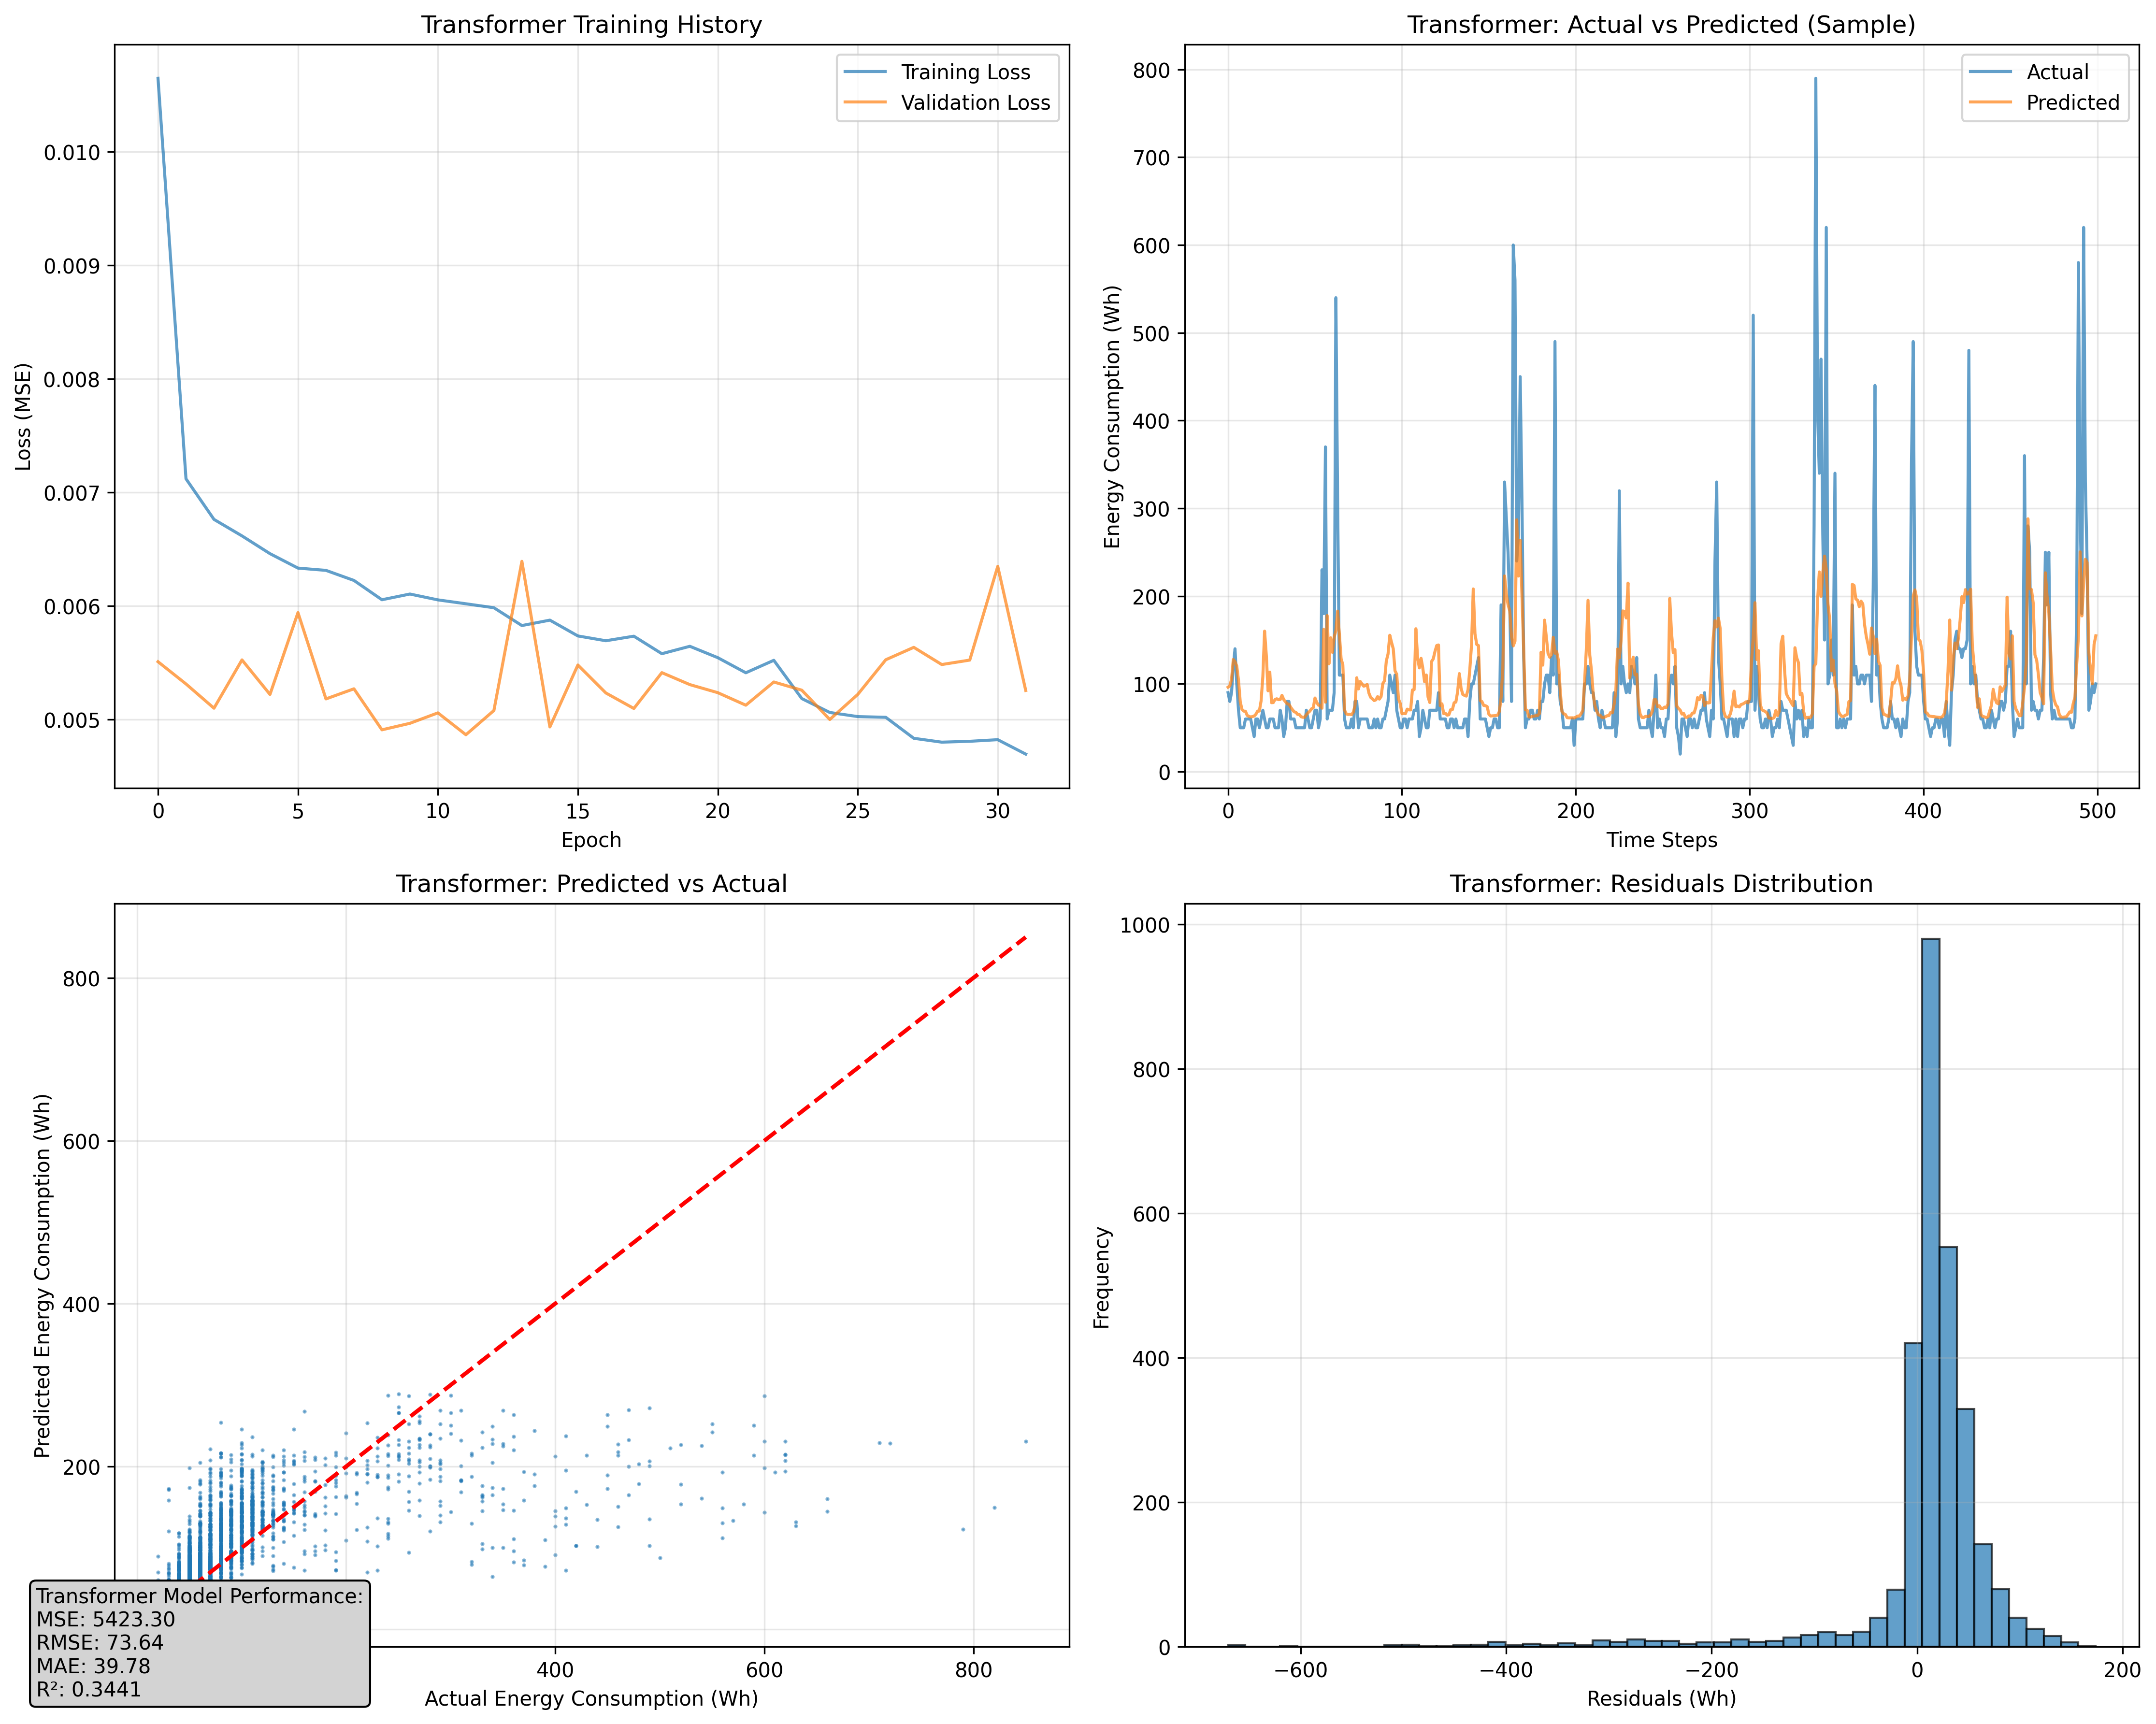 Transformer Training History
Training Loss
Validation Loss
0.010
0.009
0.008
0.007
0.006
0.005
Loss (MSE)
0 5 10 15 20 25 30
Epoch
Transformer: Actual vs Predicted (Sample)
Actual
Predicted
800
700
600
500
400
300
200
100
0
Energy Consumption (Wh)
0 100 200 300 400 500
Time Steps
Transformer: Predicted vs Actual
800
600
400
200
Predicted Energy Consumption (Wh)
400 600 800
Actual Energy Consumption (Wh)
Transformer Model Performance:
MSE: 5423.30
RMSE: 73.64
MAE: 39.78
R²: 0.3441
Transformer: Residuals Distribution
1000
800
600
400
200
0
Frequency
−600 −400 −200 0 200
Residuals (Wh)